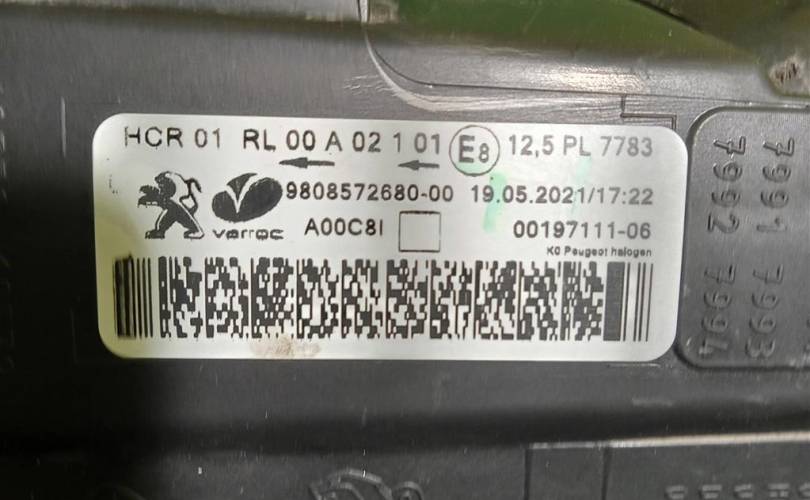 HCR 01 RL 00 A 02 1 01 E8 12,5 PL 7783
9808572680-00 19.05.2021/17:22
varroc A00C8I 00197111-06
K0 Peugeot halogen
7991 7993
7992 7994